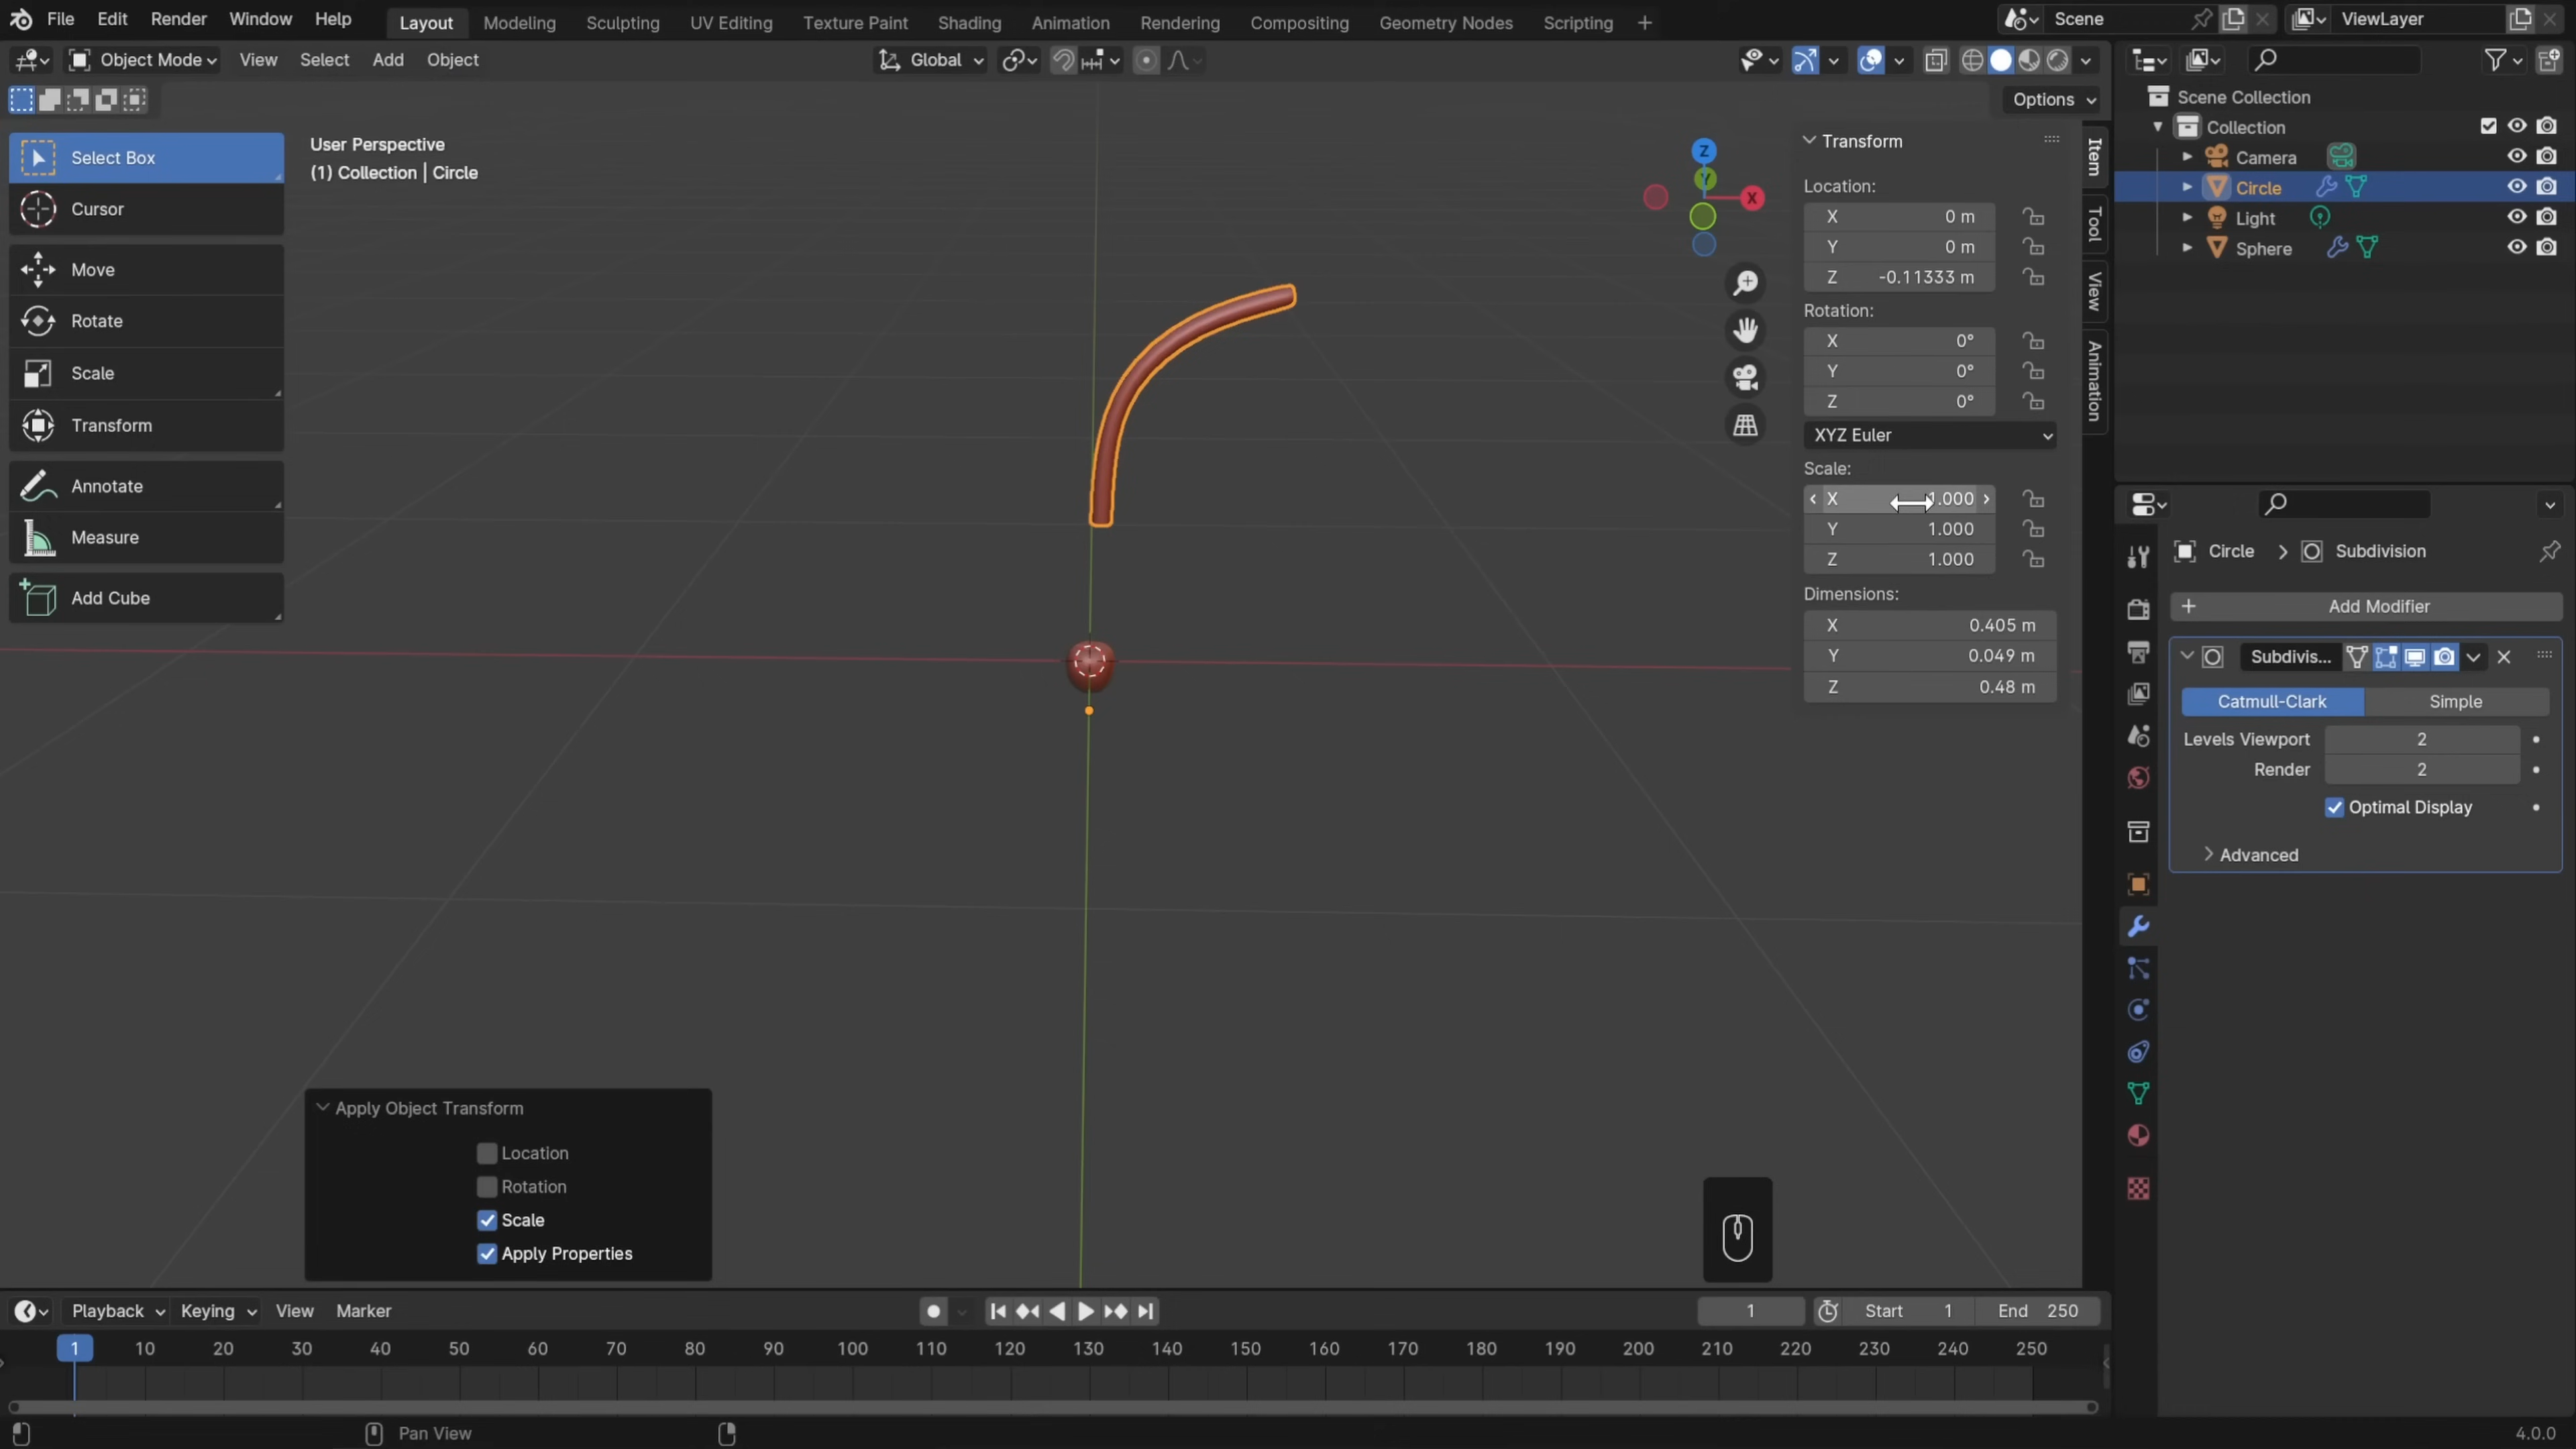 File Edit Render Window Help Layout Modeling Sculpting UV Editing Texture Paint Shading Animation Rendering Compositing Geometry Nodes Scripting + Scene ViewLayer
Object Mode View Select Add Object Global
Options
Select Box
Cursor
Move
Rotate
Scale
Transform
Annotate
Measure
Add Cube
User Perspective
(1) Collection | Circle
Z
Y
X
Transform
Location:
X 0 m
Y 0 m
Z -0.11333 m
Rotation:
X 0°
Y 0°
Z 0°
XYZ Euler
Scale:
X 1.000
Y 1.000
Z 1.000
Dimensions:
X 0.405 m
Y 0.049 m
Z 0.48 m
Item
Tool
View
Animation
Scene Collection
Collection
Camera
Circle
Light
Sphere
Circle > Subdivision
+ Add Modifier
Subdivis...
Catmull-Clark Simple
Levels Viewport 2
Render 2
Optimal Display
Advanced
Apply Object Transform
Location
Rotation
Scale
Apply Properties
Playback Keying View Marker 1 Start 1 End 250
1 10 20 30 40 50 60 70 80 90 100 110 120 130 140 150 160 170 180 190 200 210 220 230 240 250
Pan View 4.0.0